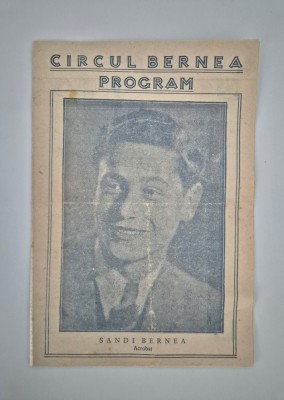 CIRCUL BERNEA
PROGRAM
SANDI BERNEA
Acrobat